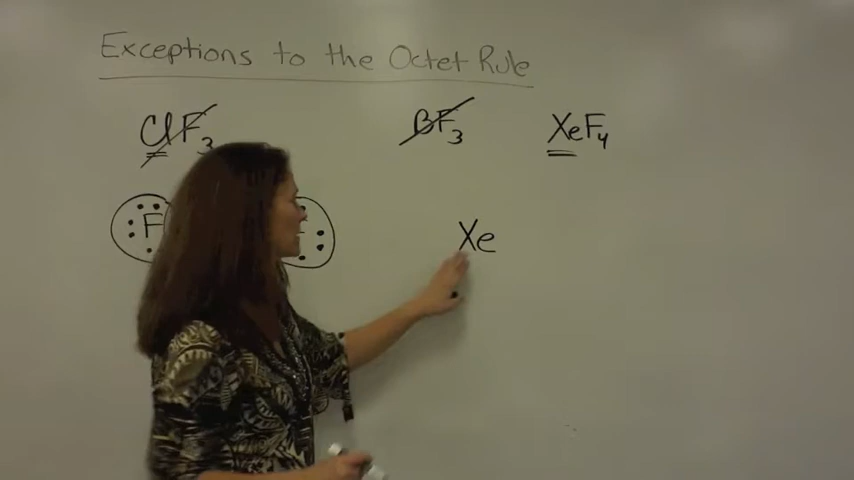 Exceptions to the Octet Rule
ClF₃ BF₃ XeF₄
F Xe